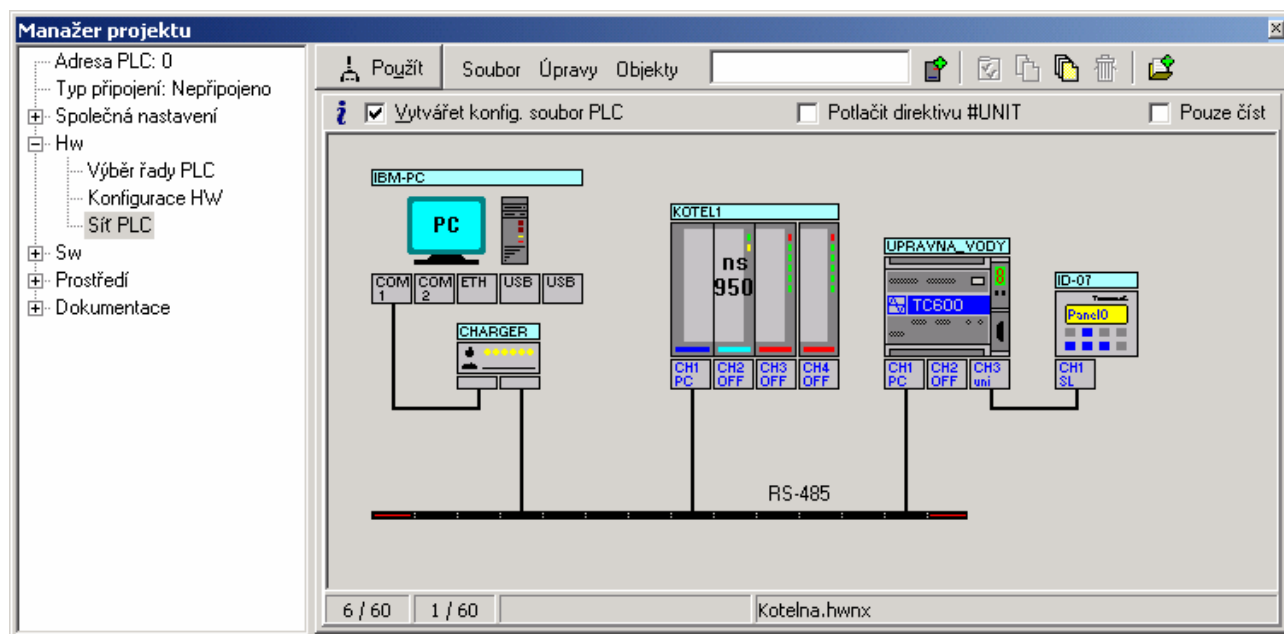 Manažer projektu
Adresa PLC: 0
Typ připojení: Nepřipojeno
Společná nastavení
Hw
Výběr řady PLC
Konfigurace HW
Síť PLC
Sw
Prostředí
Dokumentace
Použít Soubor Úpravy Objekty
Vytvářet konfig. soubor PLC Potlačit direktivu #UNIT Pouze číst
IBM-PC
PC
COM 1 COM 2 ETH USB USB
CHARGER
KOTEL1
ns
950
CH1 PC CH2 OFF CH3 OFF CH4 OFF
UPRAVNA_VODY
8
TC600
CH1 PC CH2 OFF CH3 uni
ID-07
Panel0
CH1 SL
RS-485
6 / 60 1 / 60 Kotelna.hwnx